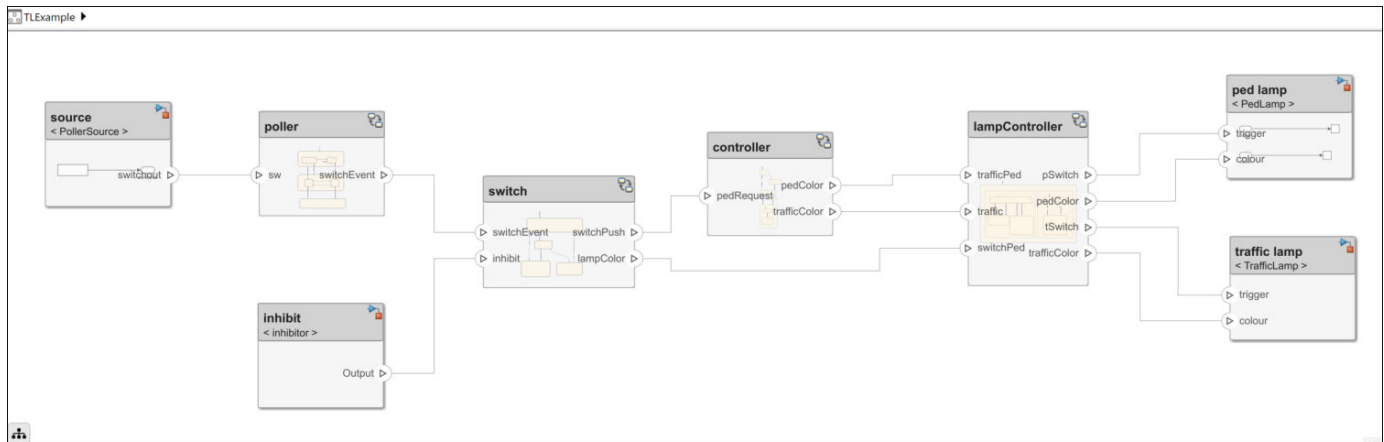 TLExample
source
< PollerSource >
switchout
poller
sw
switchEvent
inhibit
< inhibitor >
Output
switch
switchEvent
switchPush
inhibit
lampColor
controller
pedRequest
pedColor
trafficColor
lampController
trafficPed
pSwitch
traffic
pedColor
tSwitch
switchPed
trafficColor
ped lamp
< PedLamp >
trigger
colour
traffic lamp
< TrafficLamp >
trigger
colour